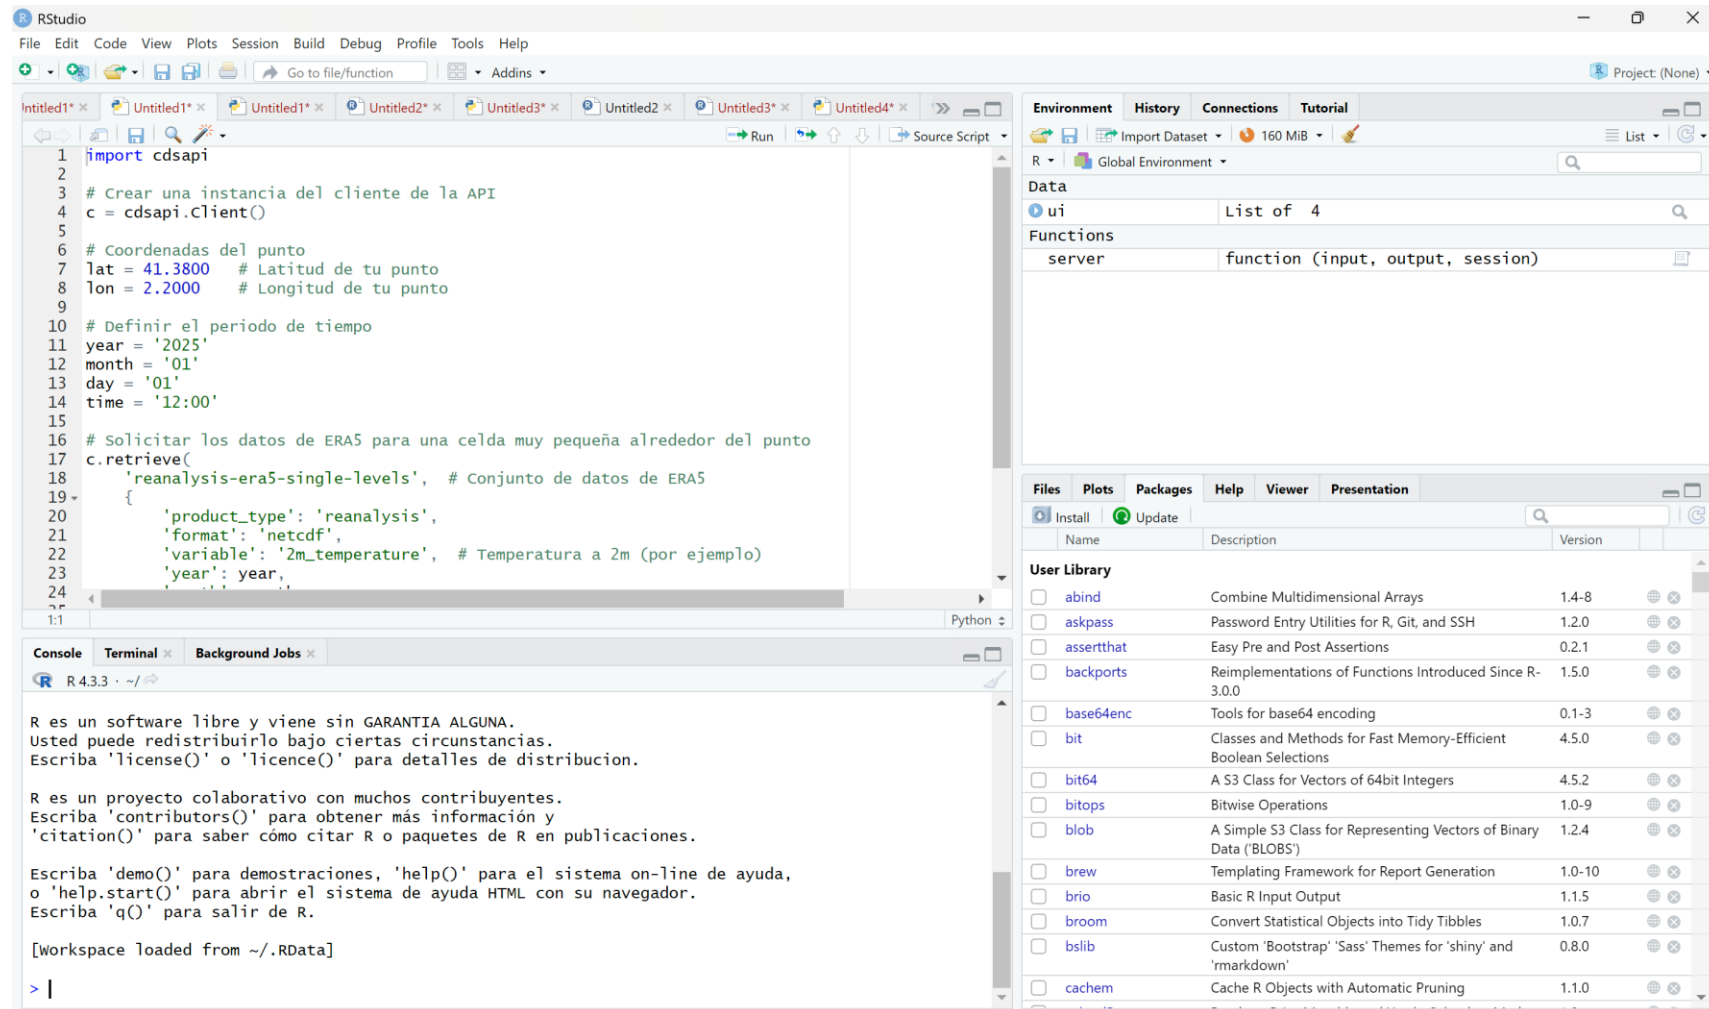 RStudio
File Edit Code View Plots Session Build Debug Profile Tools Help
Go to file/function Addins Project: (None)
Intitled1* Untitled1* Untitled1* Untitled2* Untitled3* Untitled2 Untitled3* Untitled4*
Run Source Script
1 import cdsapi
2
3 # Crear una instancia del cliente de la API
4 c = cdsapi.Client()
5
6 # Coordenadas del punto
7 lat = 41.3800 # Latitud de tu punto
8 lon = 2.2000 # Longitud de tu punto
9
10 # Definir el periodo de tiempo
11 year = '2025'
12 month = '01'
13 day = '01'
14 time = '12:00'
15
16 # Solicitar los datos de ERA5 para una celda muy pequeña alrededor del punto
17 c.retrieve(
18 'reanalysis-era5-single-levels', # Conjunto de datos de ERA5
19 {
20 'product_type': 'reanalysis',
21 'format': 'netcdf',
22 'variable': '2m_temperature', # Temperatura a 2m (por ejemplo)
23 'year': year,
24
1:1 Python
Console Terminal Background Jobs
R 4.3.3 · ~/
R es un software libre y viene sin GARANTIA ALGUNA.
Usted puede redistribuirlo bajo ciertas circunstancias.
Escriba 'license()' o 'licence()' para detalles de distribucion.
R es un proyecto colaborativo con muchos contribuyentes.
Escriba 'contributors()' para obtener más información y
'citation()' para saber cómo citar R o paquetes de R en publicaciones.
Escriba 'demo()' para demostraciones, 'help()' para el sistema on-line de ayuda,
o 'help.start()' para abrir el sistema de ayuda HTML con su navegador.
Escriba 'q()' para salir de R.
[Workspace loaded from ~/.RData]
>
Environment History Connections Tutorial
Import Dataset 160 MiB List
R Global Environment
Data
ui List of 4
Functions
server function (input, output, session)
Files Plots Packages Help Viewer Presentation
Install Update
Name Description Version
User Library
abind Combine Multidimensional Arrays 1.4-8
askpass Password Entry Utilities for R, Git, and SSH 1.2.0
assertthat Easy Pre and Post Assertions 0.2.1
backports Reimplementations of Functions Introduced Since R- 1.5.0
3.0.0
base64enc Tools for base64 encoding 0.1-3
bit Classes and Methods for Fast Memory-Efficient 4.5.0
Boolean Selections
bit64 A S3 Class for Vectors of 64bit Integers 4.5.2
bitops Bitwise Operations 1.0-9
blob A Simple S3 Class for Representing Vectors of Binary 1.2.4
Data ('BLOBS')
brew Templating Framework for Report Generation 1.0-10
brio Basic R Input Output 1.1.5
broom Convert Statistical Objects into Tidy Tibbles 1.0.7
bslib Custom 'Bootstrap' 'Sass' Themes for 'shiny' and 0.8.0
'rmarkdown'
cachem Cache R Objects with Automatic Pruning 1.1.0